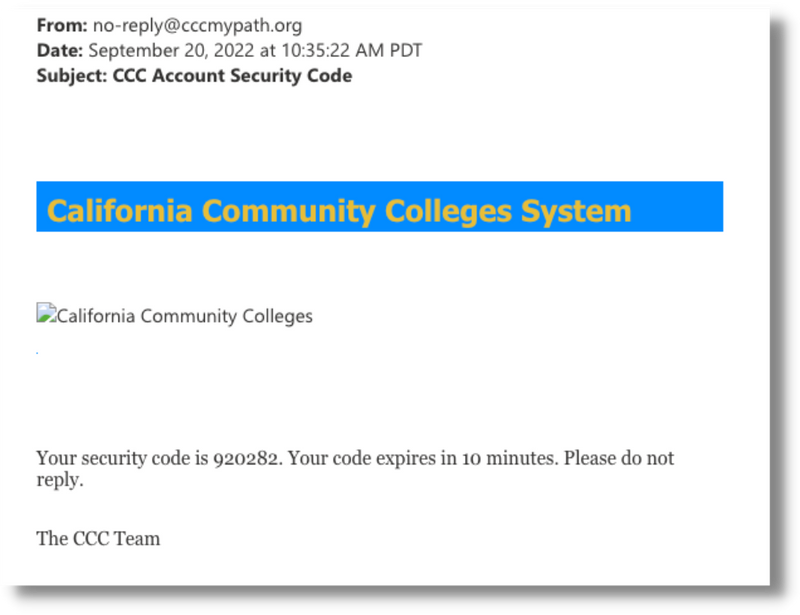 From: no-reply@cccmypath.org
Date: September 20, 2022 at 10:35:22 AM PDT
Subject: CCC Account Security Code
California Community Colleges System
California Community Colleges
.
Your security code is 920282. Your code expires in 10 minutes. Please do not
reply.
The CCC Team